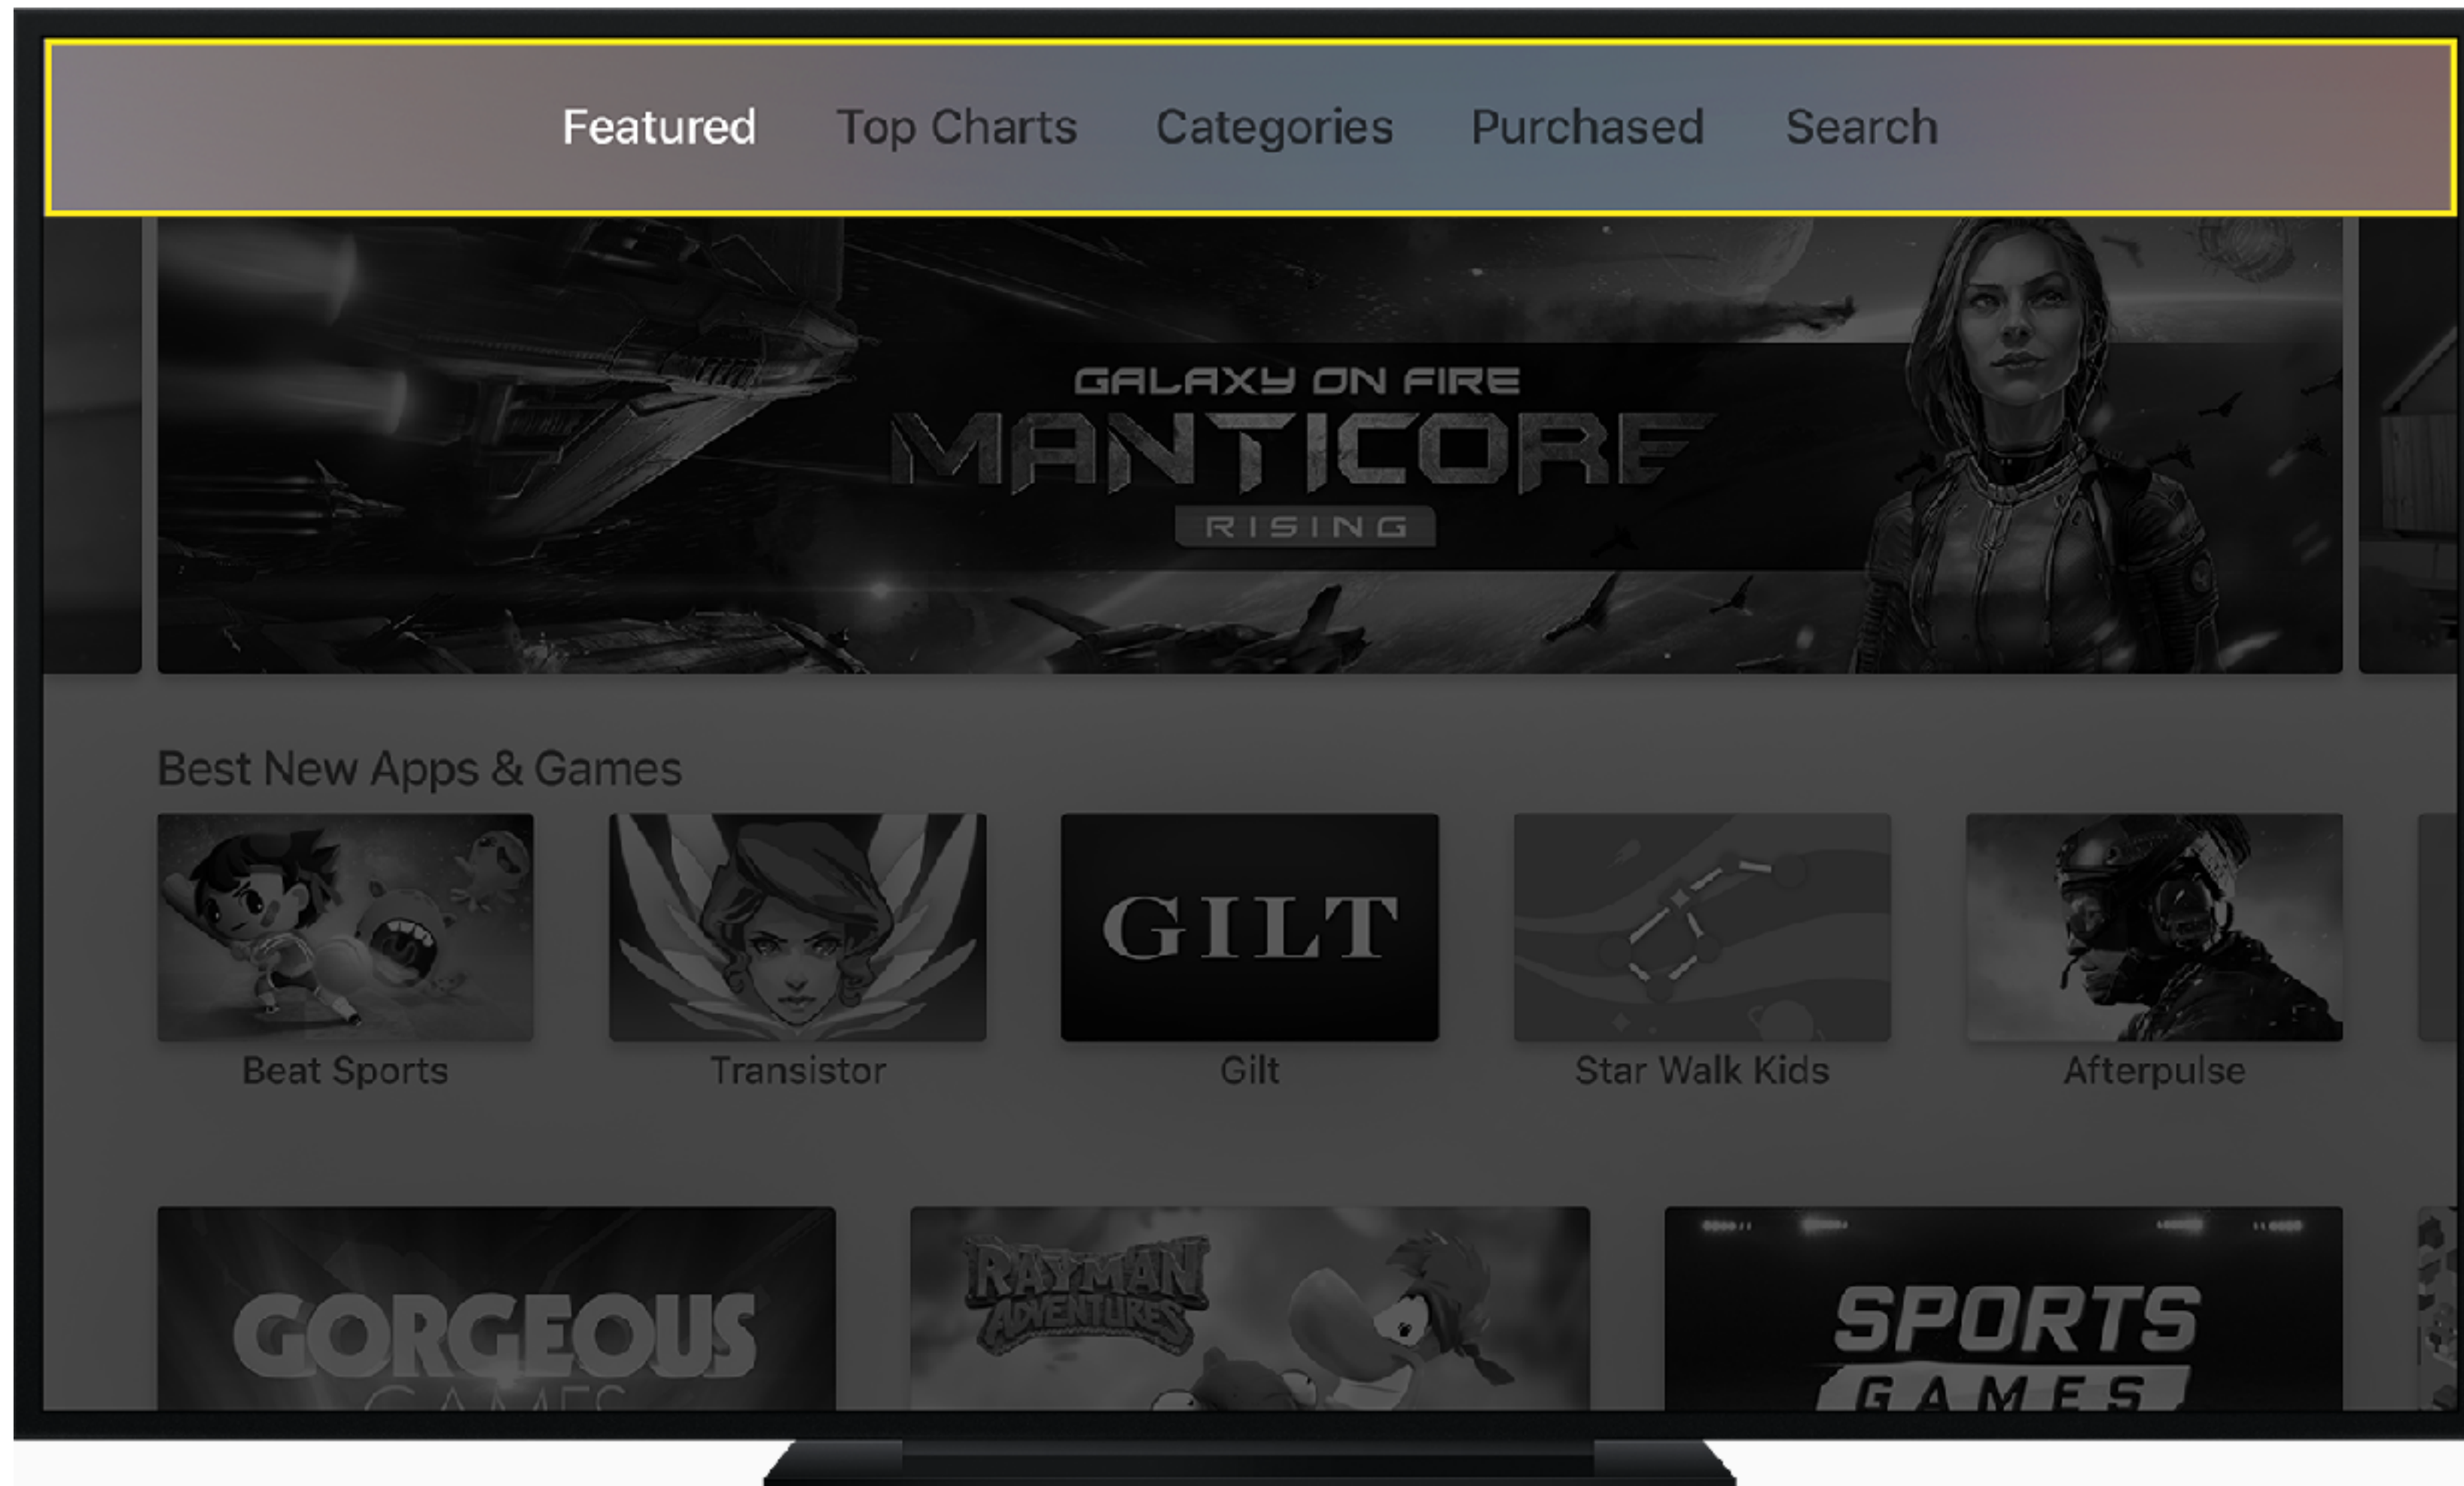 Featured Top Charts Categories Purchased Search
GALAXY ON FIRE
MANTICORE
RISING
Best New Apps & Games
GILT
Beat Sports Transistor Gilt Star Walk Kids Afterpulse
GORGEOUS
GAMES
RAYMAN
ADVENTURES
SPORTS
GAMES